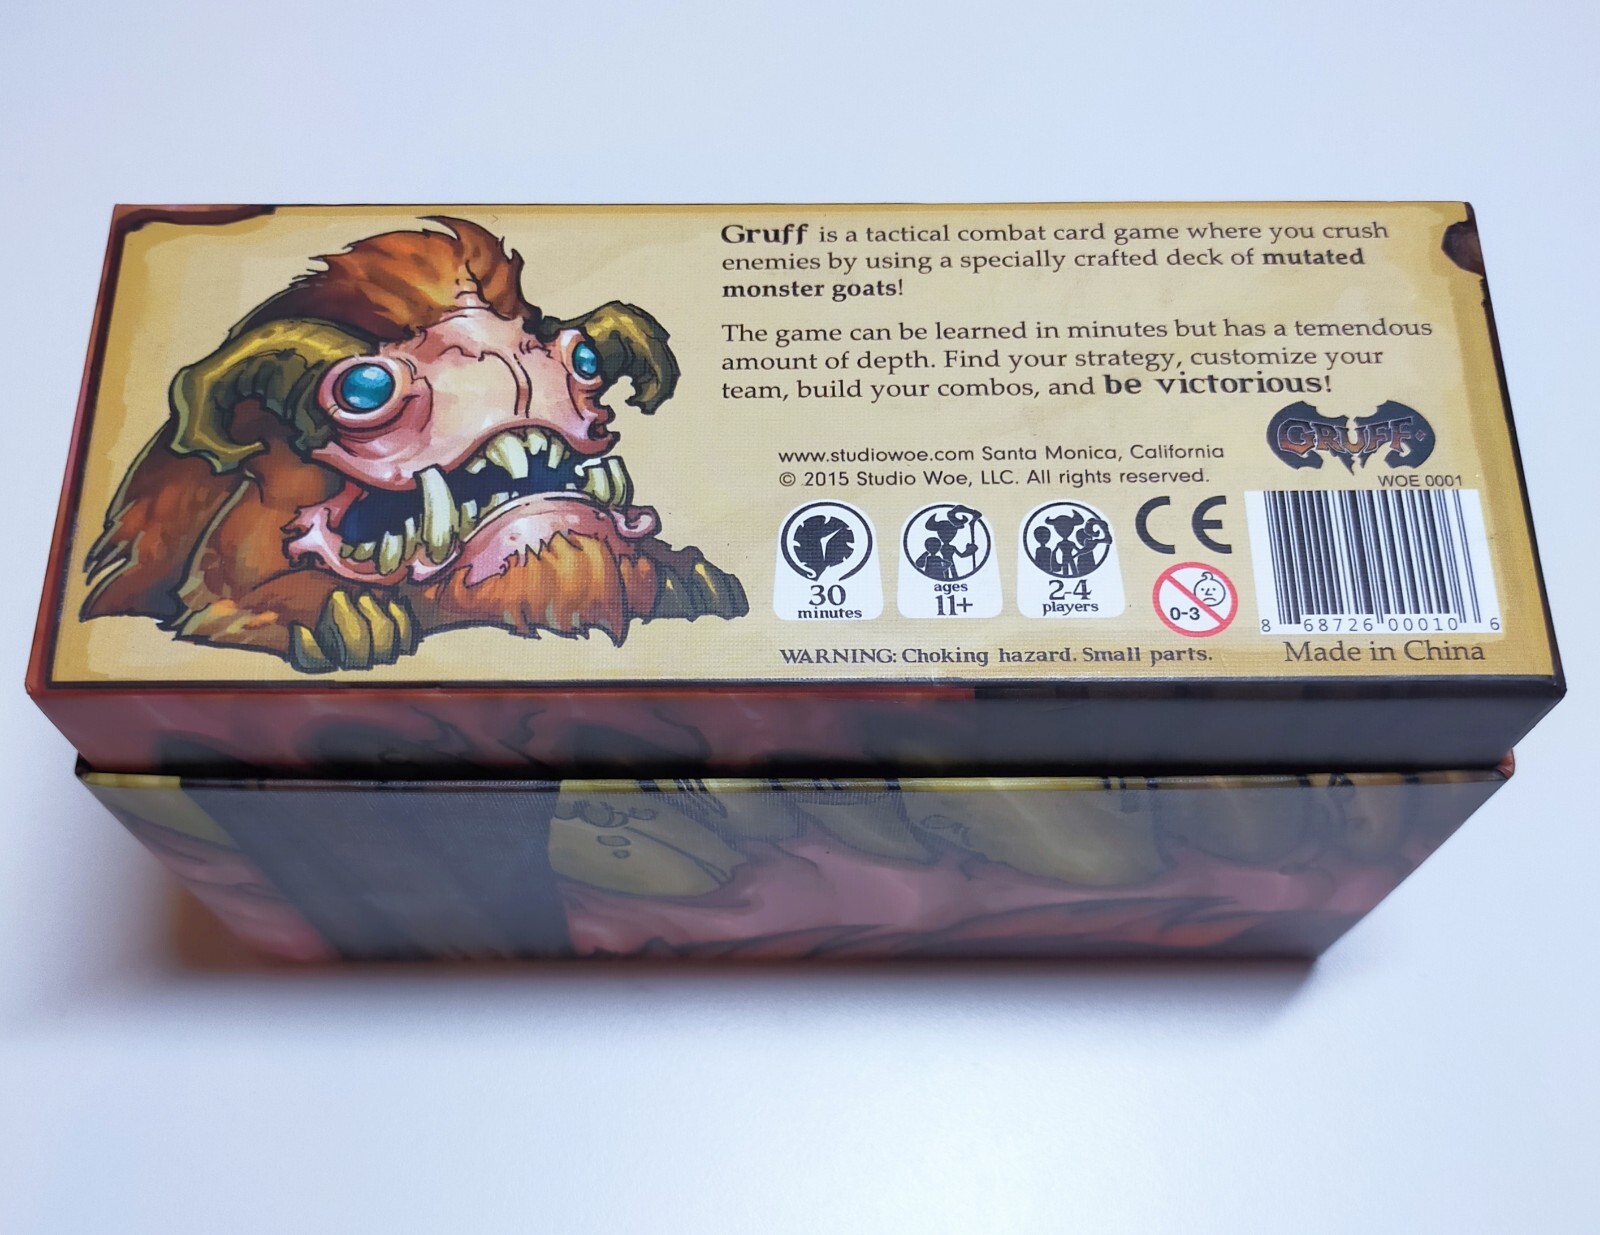 Gruff is a tactical combat card game where you crush
enemies by using a specially crafted deck of mutated
monster goats!
The game can be learned in minutes but has a temendous
amount of depth. Find your strategy, customize your
team, build your combos, and be victorious!
www.studiowoe.com Santa Monica, California
© 2015 Studio Woe, LLC. All rights reserved.
GRUFF
WOE 0001
30
minutes
ages
11+
2-4
players
CE
0-3
8 68726 00010 6
WARNING: Choking hazard. Small parts.
Made in China